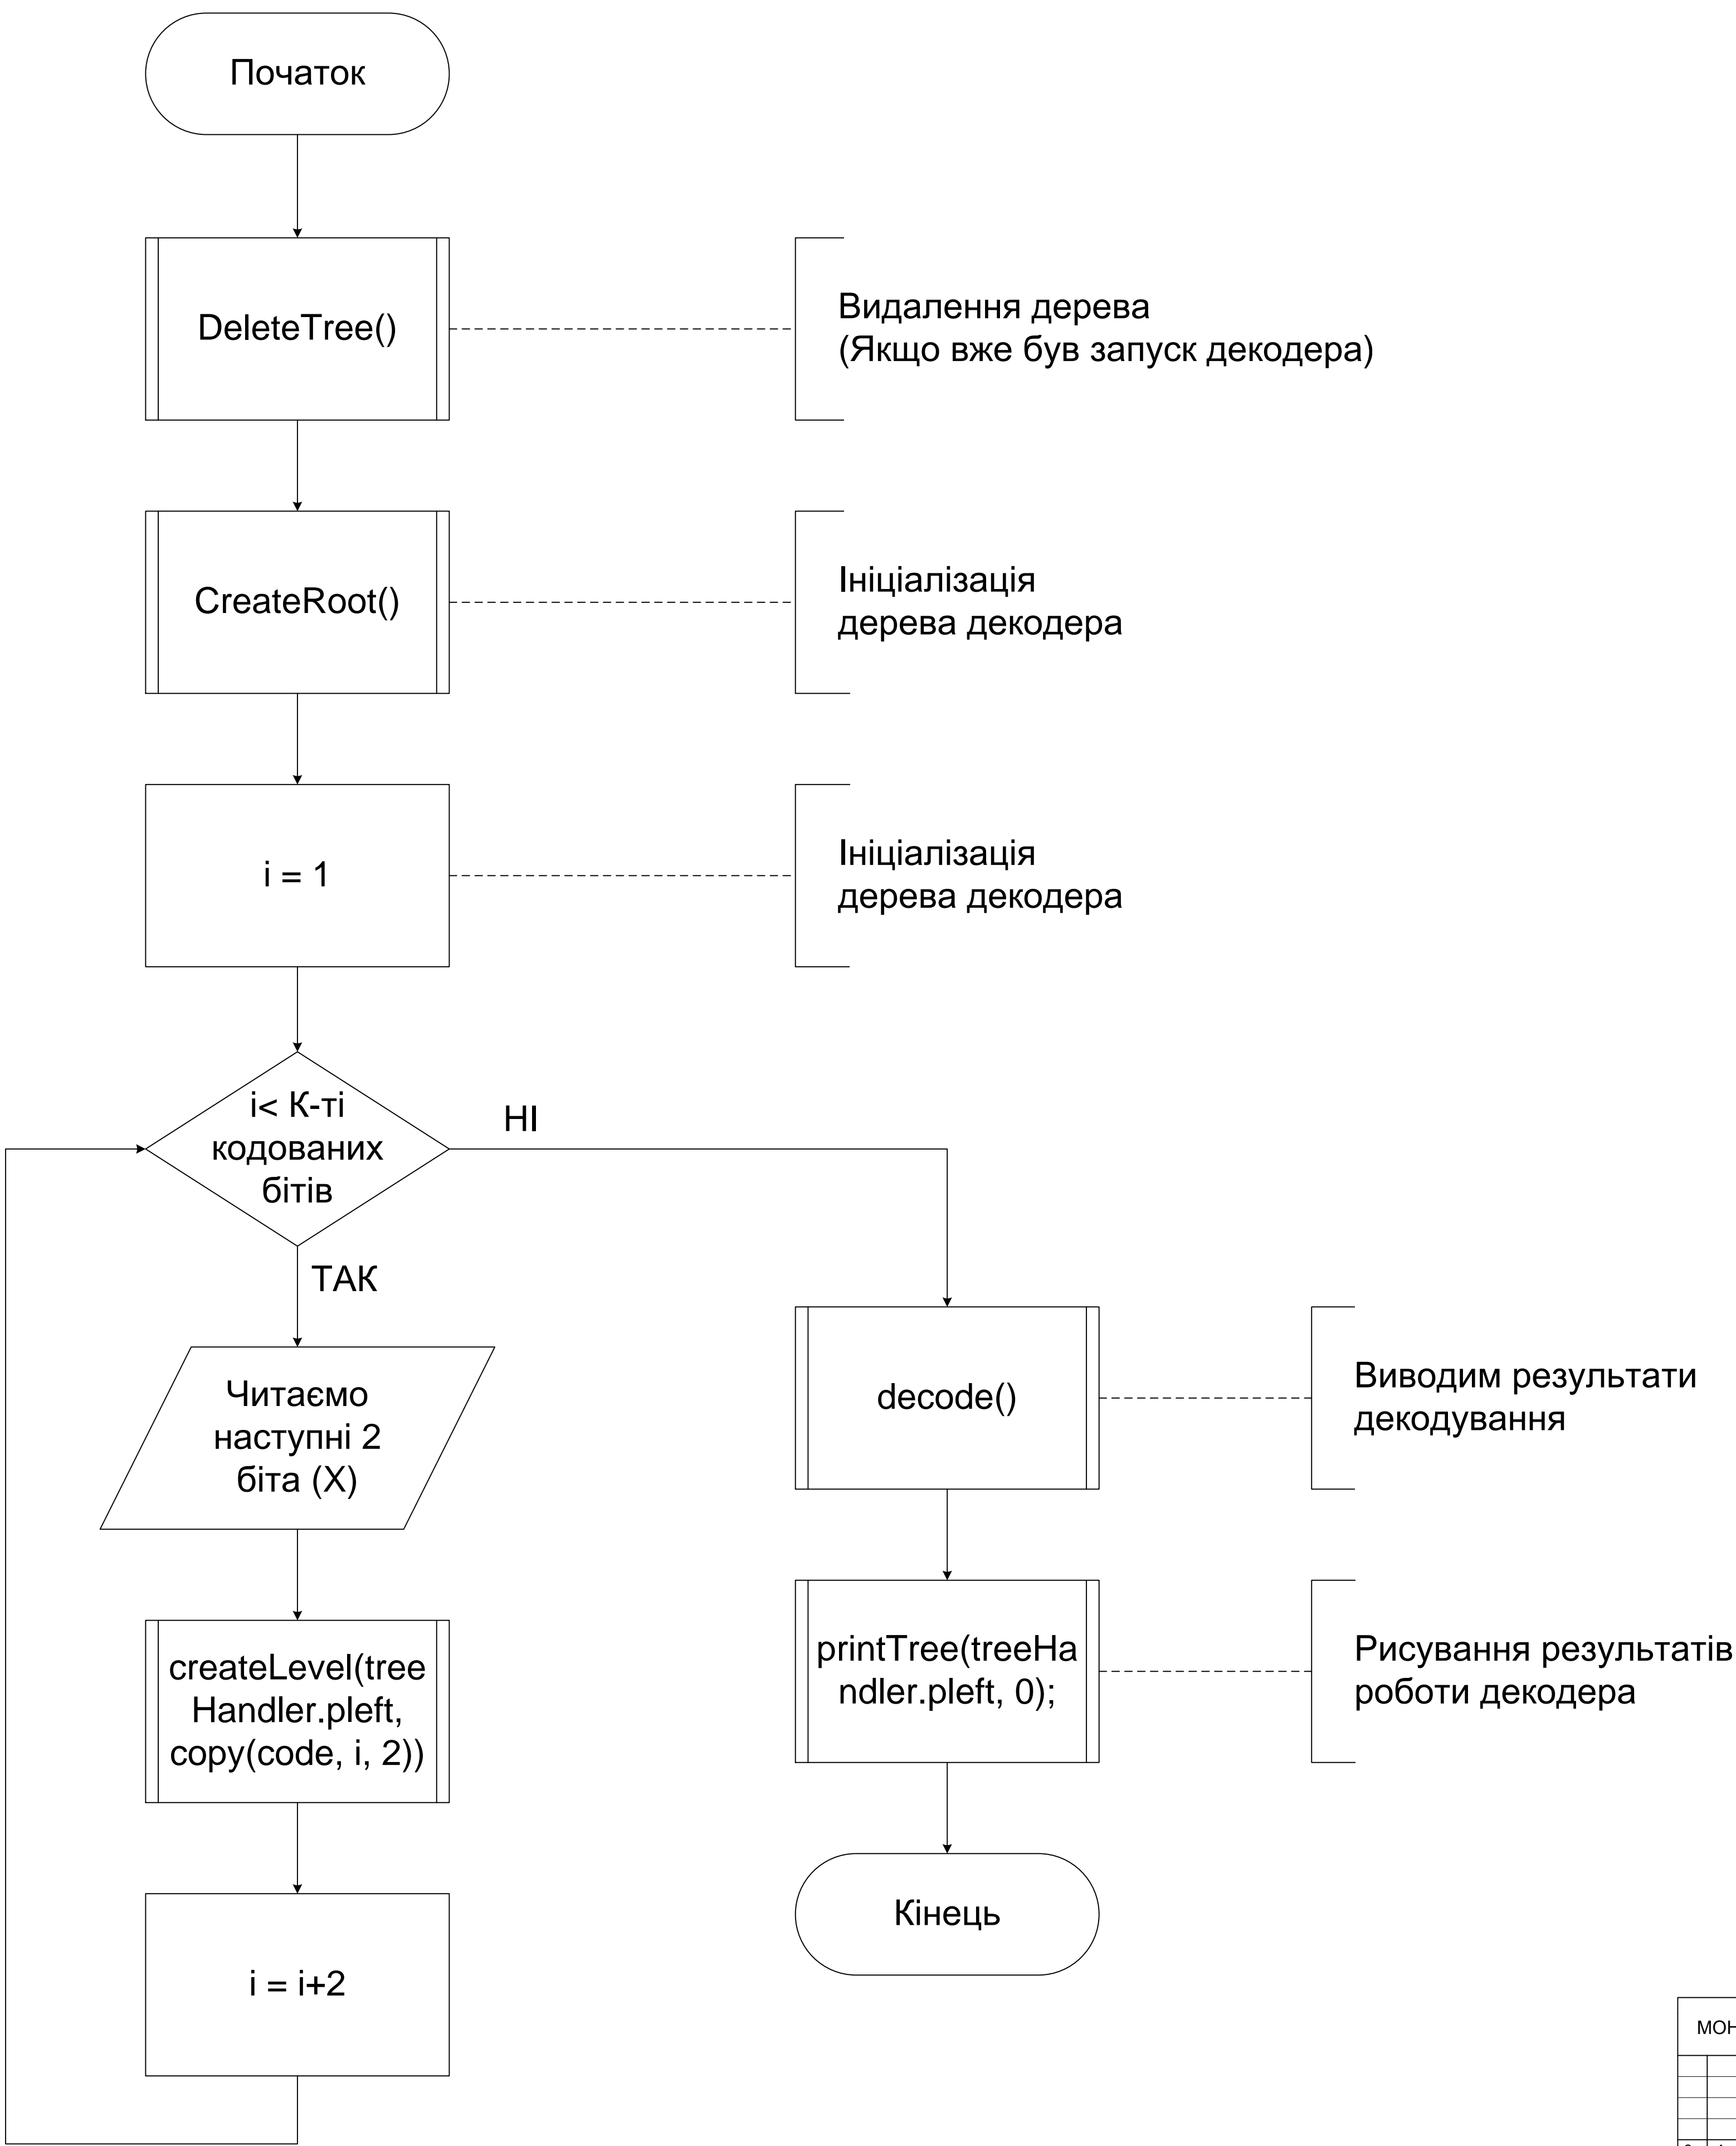 Початок
DeleteTree()
Видалення дерева
(Якщо вже був запуск декодера)
CreateRoot()
Ініціалізація
дерева декодера
i = 1
Ініціалізація
дерева декодера
i< К-ті
кодованих
бітів
НІ
ТАК
Читаємо
наступні 2
біта (X)
createLevel(tree
Handler.pleft,
copy(code, i, 2))
i = i+2
decode()
Виводим результати
декодування
printTree(treeHa
ndler.pleft, 0);
Рисування результатів
роботи декодера
Кінець